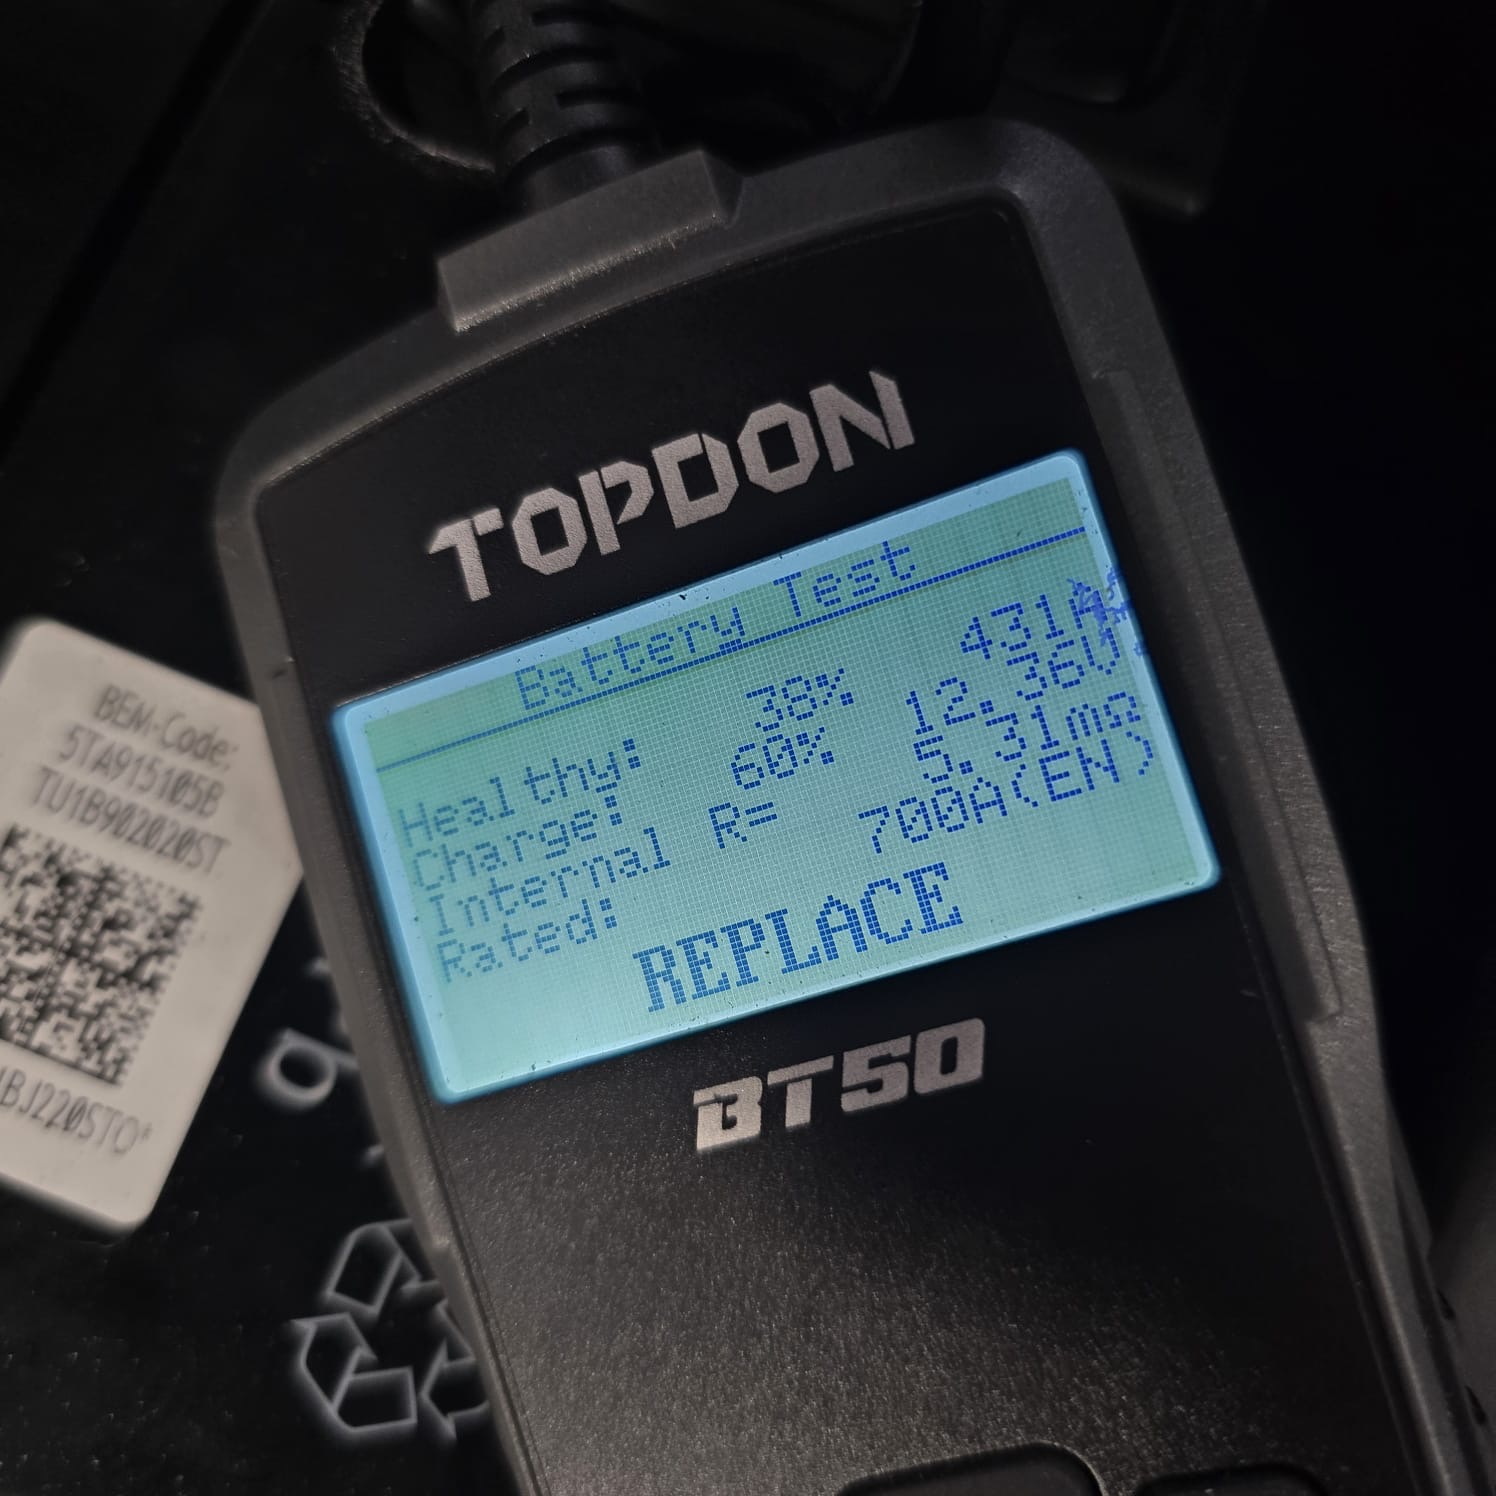 TOPDON
Battery Test
Healthy: 38% 431A
Charge: 60% 12.36V
Internal R= 5.31mΩ
Rated: 700A(EN)
REPLACE
BT50
BEM-Code:
5TA915105B
TU1B902020ST